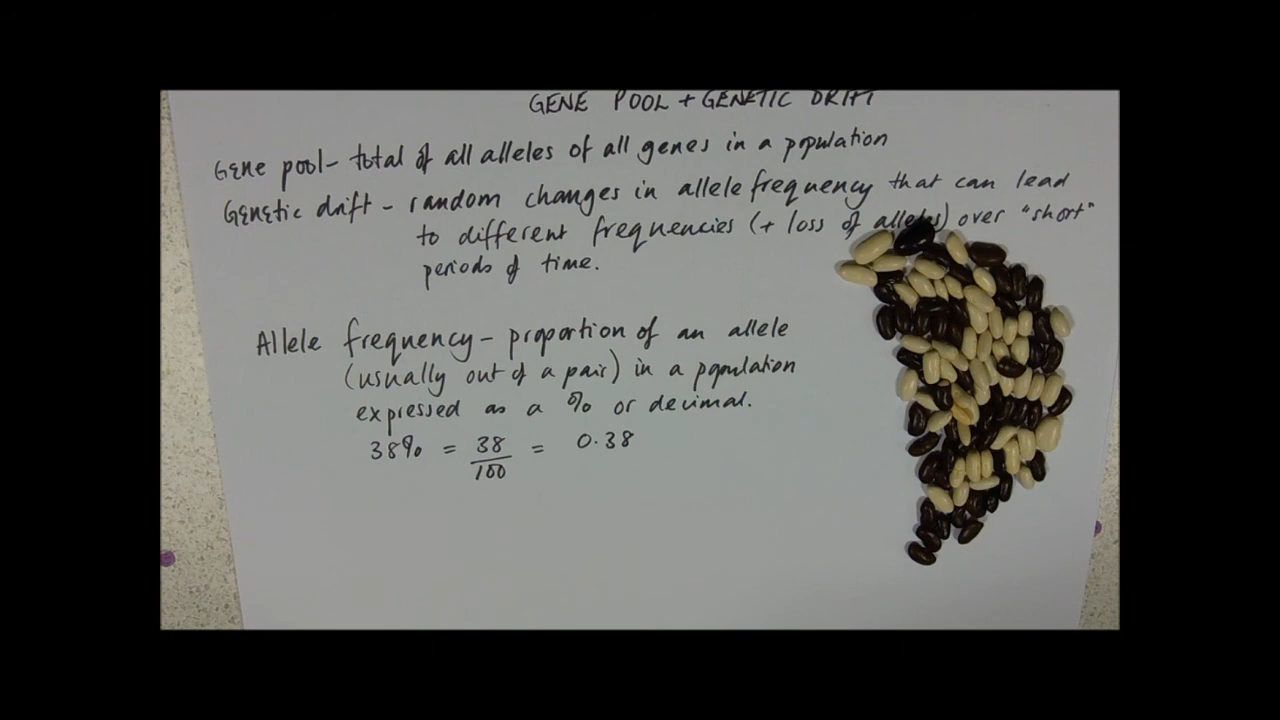 GENE POOL + GENETIC DRIFT
Gene pool - total of all alleles of all genes in a population
Genetic drift - random changes in allele frequency that can lead
to different frequencies (+ loss of alleles) over "short"
periods of time.
Allele frequency - proportion of an allele
(usually out of a pair) in a population
expressed as a % or decimal.
38% = 38/100 = 0.38